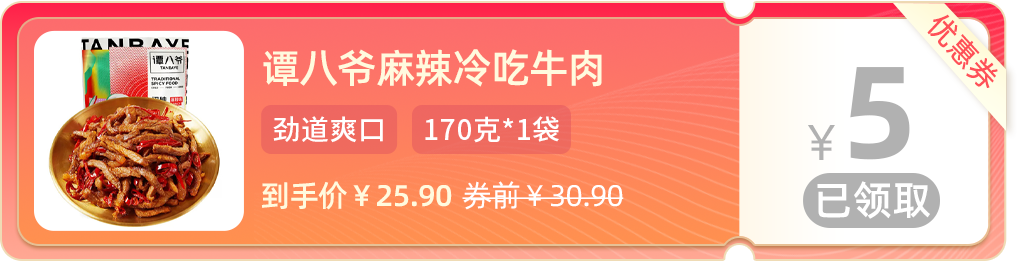 TANBAYE
谭八爷
TANBAYE
TRADITIONAL
SPICY FOOD
谭八爷麻辣冷吃牛肉
劲道爽口
170克*1袋
到手价￥25.90 券前￥30.90
优惠券
￥5
已领取